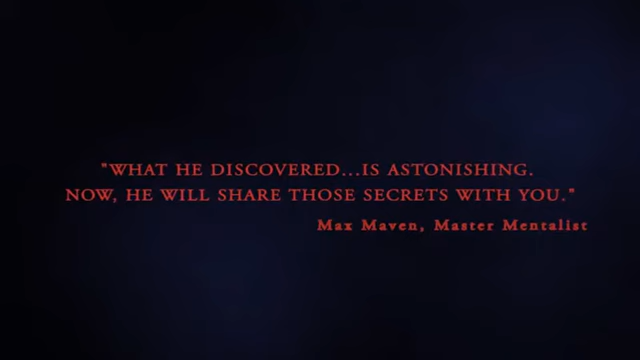 "WHAT HE DISCOVERED...IS ASTONISHING.
NOW, HE WILL SHARE THOSE SECRETS WITH YOU."
Max Maven, Master Mentalist